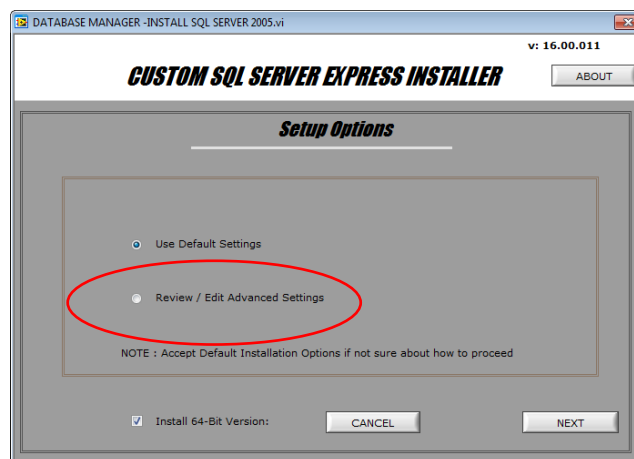 DATABASE MANAGER -INSTALL SQL SERVER 2005.vi
v: 16.00.011
CUSTOM SQL SERVER EXPRESS INSTALLER
ABOUT
Setup Options
Use Default Settings
Review / Edit Advanced Settings
NOTE : Accept Default Installation Options if not sure about how to proceed
Install 64-Bit Version:
CANCEL
NEXT